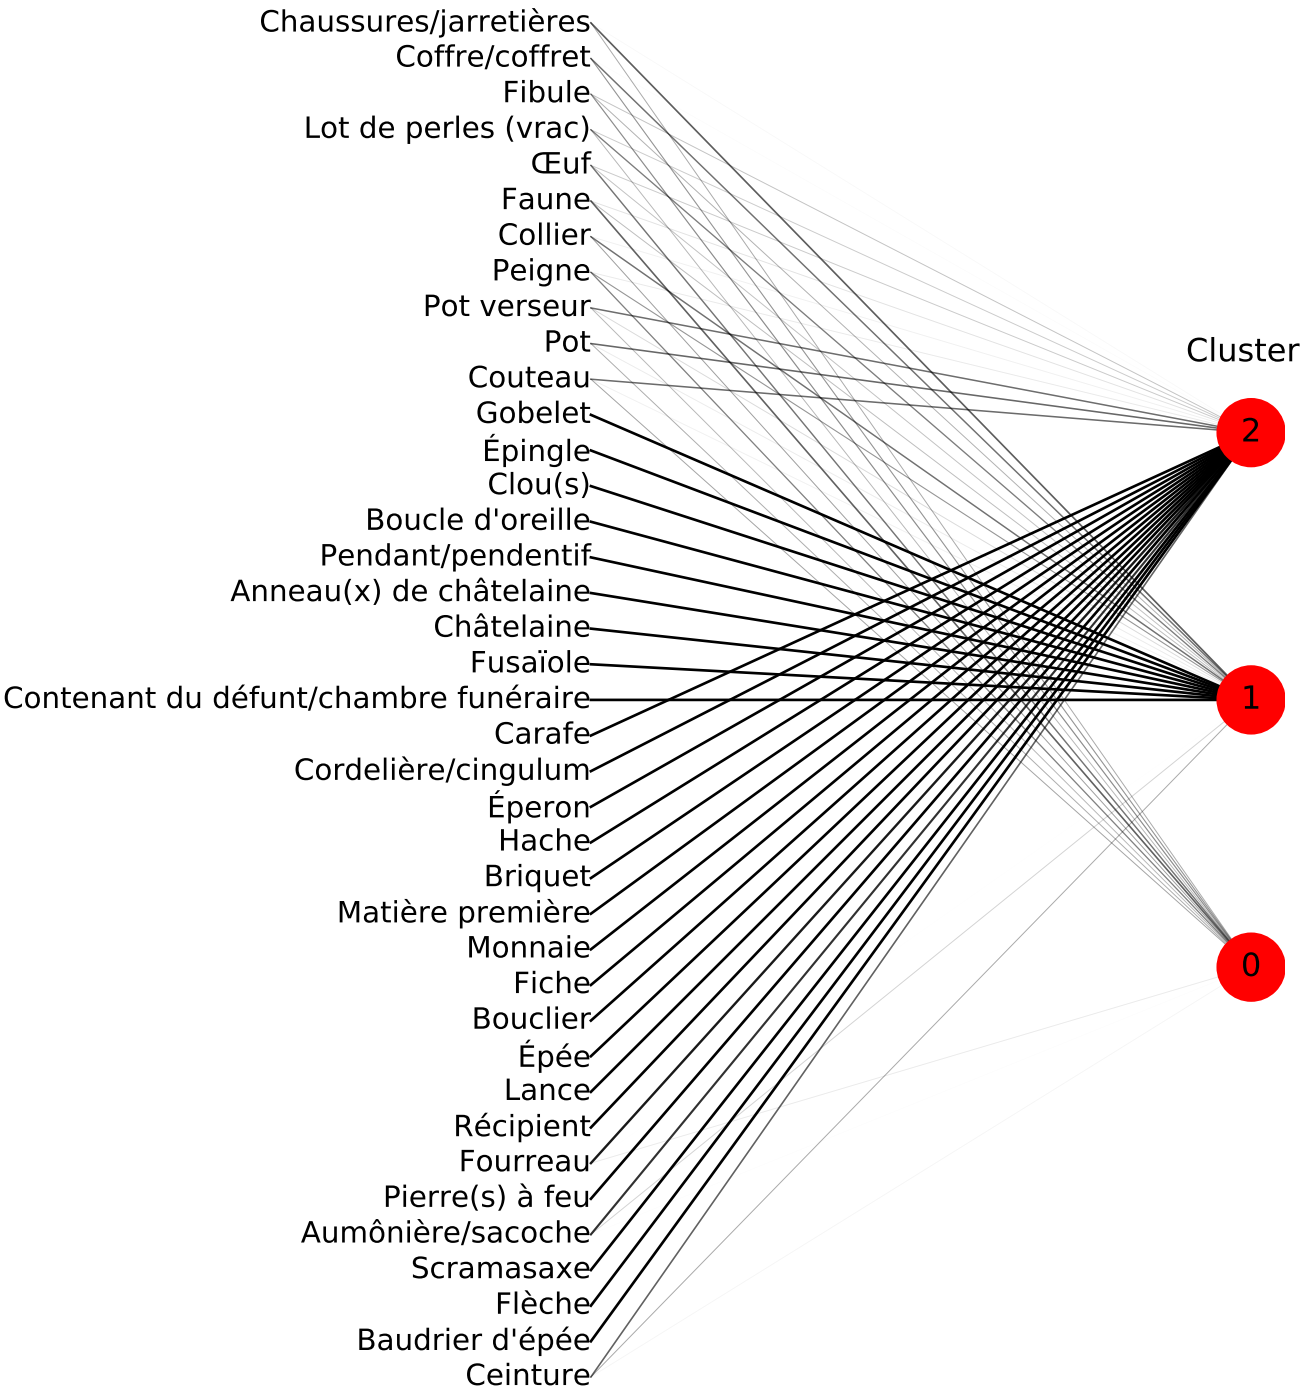 Chaussures/jarretières
Coffre/coffret
Fibule
Lot de perles (vrac)
Œuf
Faune
Collier
Peigne
Pot verseur
Pot
Couteau
Gobelet
Épingle
Clou(s)
Boucle d'oreille
Pendant/pendentif
Anneau(x) de châtelaine
Châtelaine
Fusaïole
Contenant du défunt/chambre funéraire
Carafe
Cordelière/cingulum
Éperon
Hache
Briquet
Matière première
Monnaie
Fiche
Bouclier
Épée
Lance
Récipient
Fourreau
Pierre(s) à feu
Aumônière/sacoche
Scramasaxe
Flèche
Baudrier d'épée
Ceinture
Cluster
2
1
0